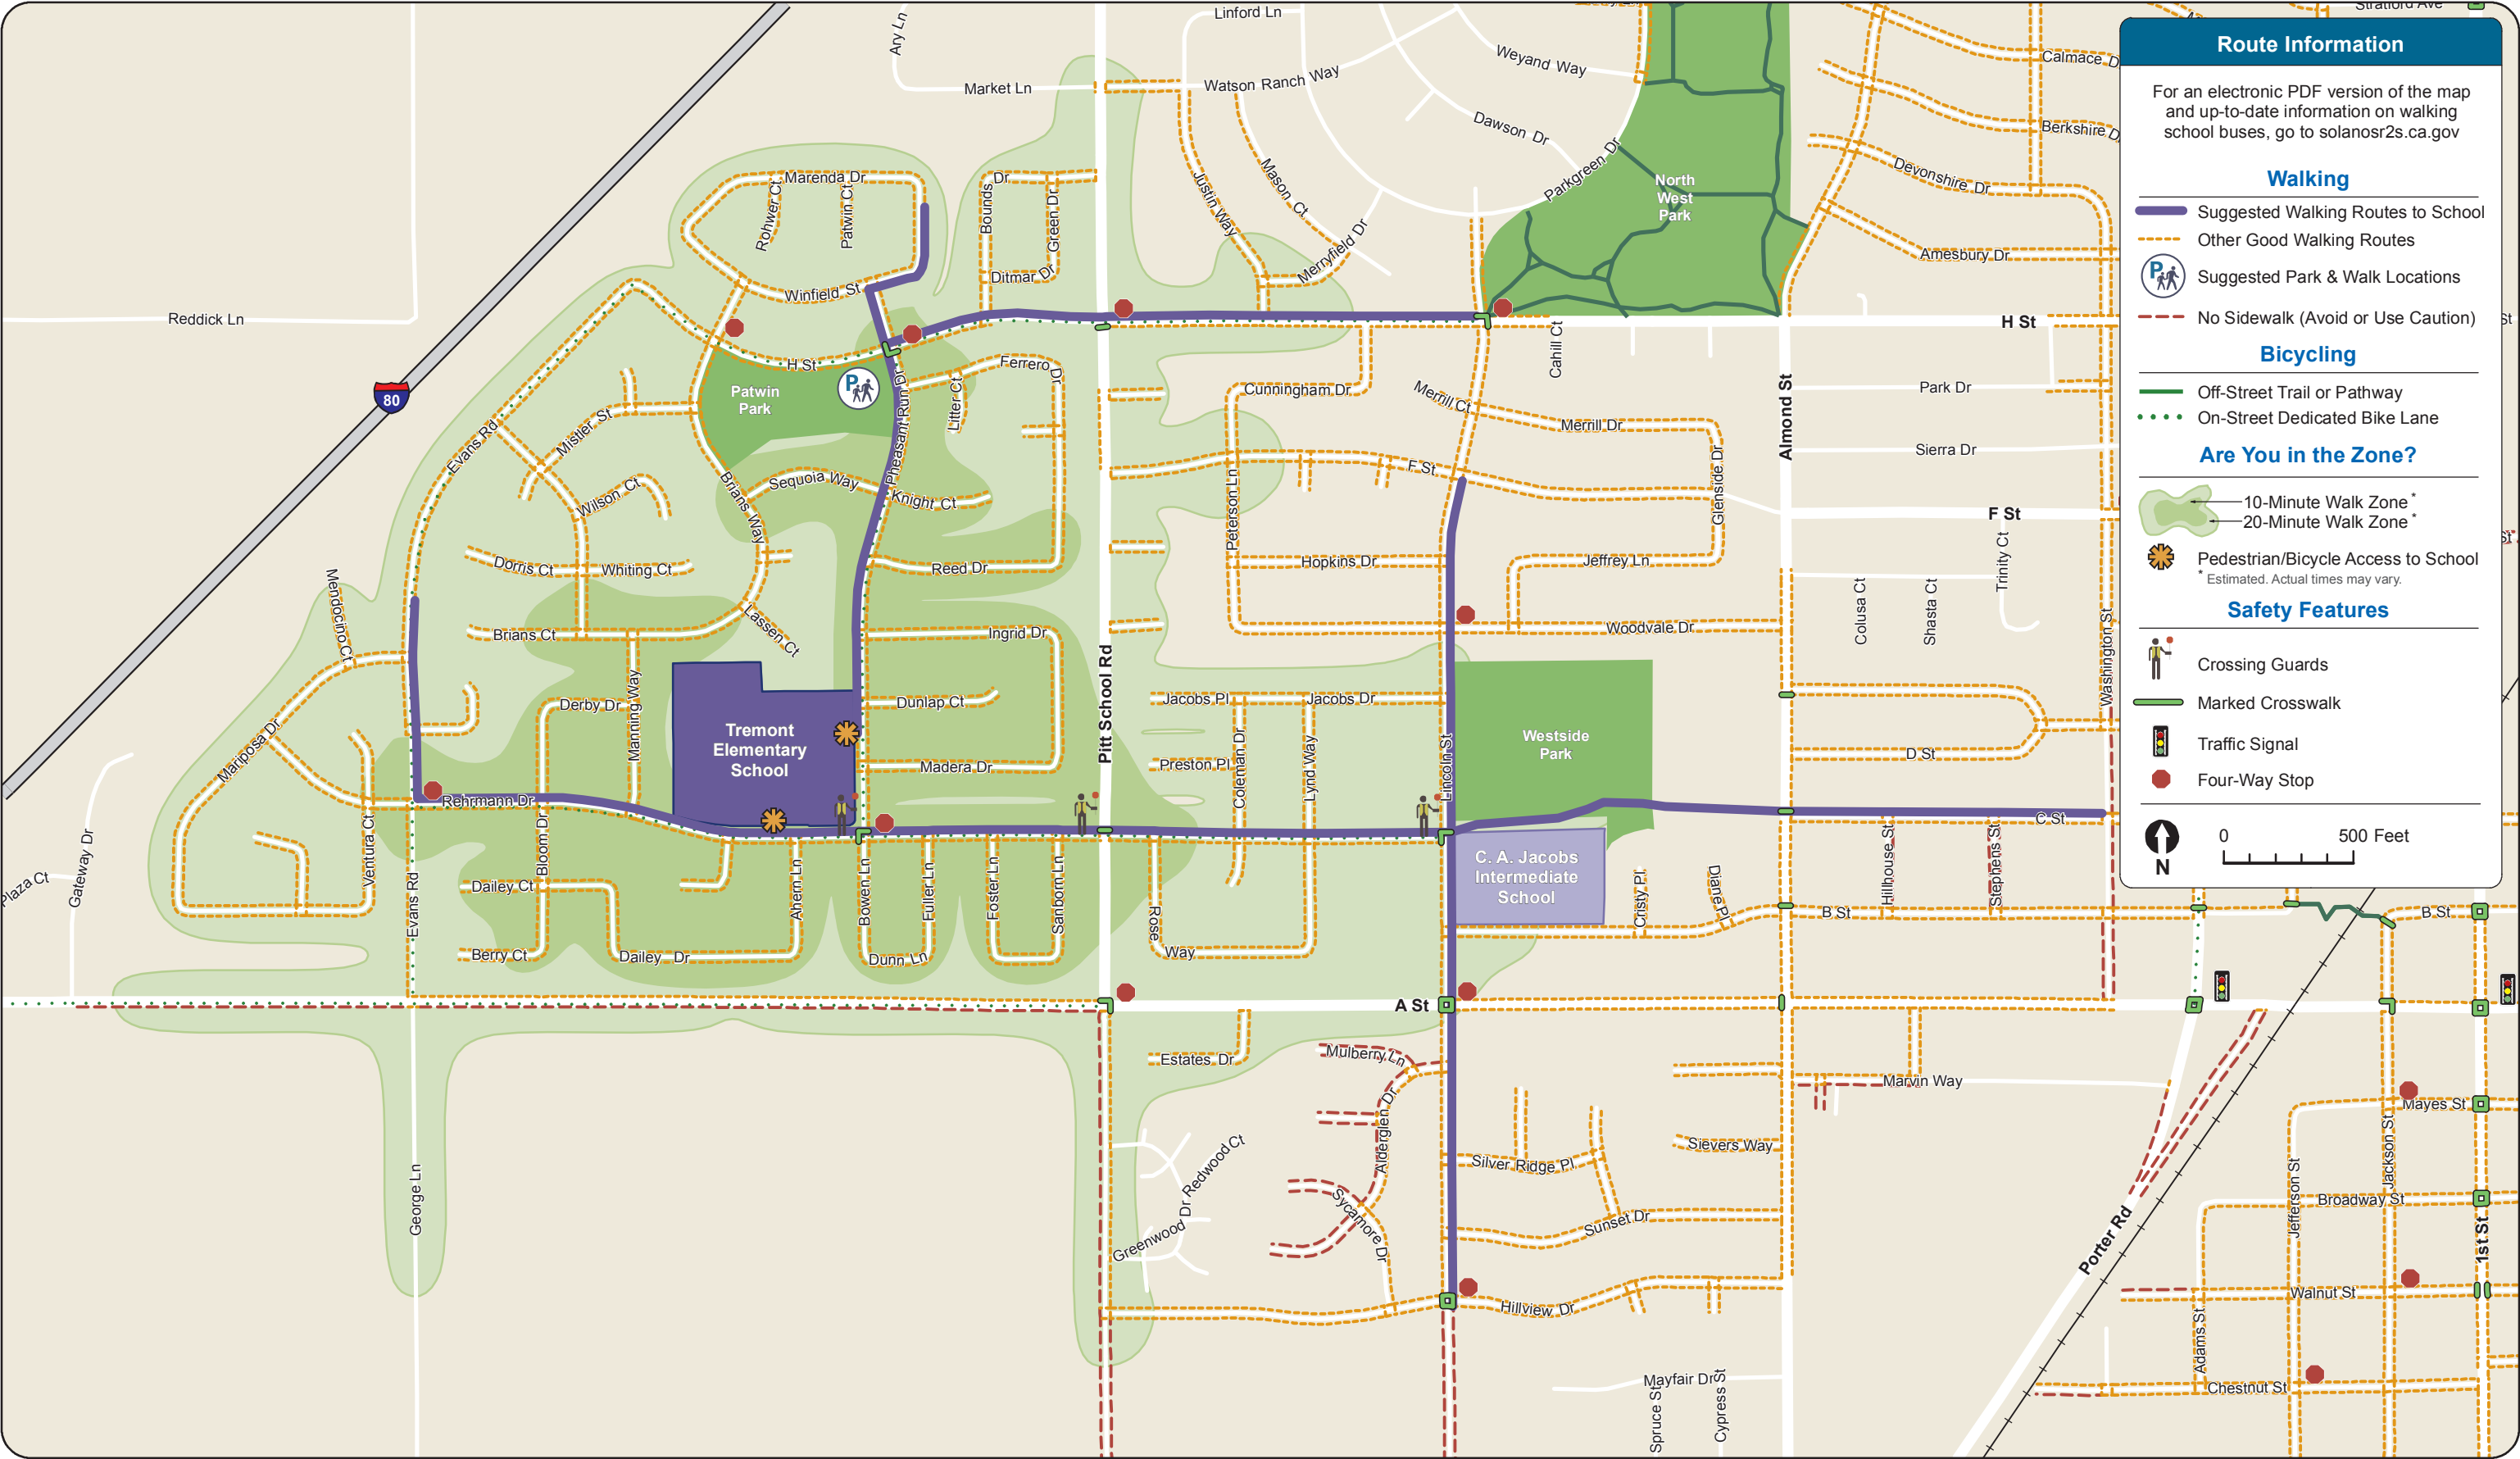 Linford Ln
Stratford Ave
Ary Ln
Weyand Way
Calmace D
Market Ln
Watson Ranch Way
Dawson Dr
Berkshire D
Parkgreen Dr
Devonshire Dr
North
West
Park
Marenda Dr
Rohwer Ct
Patwin Ct
Bounds Dr
Green Dr
Ditmar Dr
Justin Way
Mason Ct
Merryfield Dr
Amesbury Dr
Winfield St
Reddick Ln
H St
H St
Cahill Ct
Patwin
Park
P
Pheasant Run Dr
Ferrero Dr
Litter Ct
Cunningham Dr
Merrill Ct
Merrill Dr
Park Dr
Almond St
80
Mistler St
Evans Rd
Sierra Dr
Sequoia Way
Knight Ct
F St
F St
Glenside Dr
Peterson Ln
Wilson Ct
Brians Way
Dorris Ct
Whiting Ct
Reed Dr
Hopkins Dr
Jeffrey Ln
Trinity Ct
Colusa Ct
Shasta Ct
Mendocino Ct
Brians Ct
Lassen Ct
Ingrid Dr
Woodvale Dr
Washington St
Pitt School Rd
Manning Way
Derby Dr
Dunlap Ct
Jacobs Pl
Jacobs Dr
Tremont
Elementary
School
Westside
Park
Mariposa Dr
Madera Dr
Preston Pl
Coleman Dr
Lynd Way
Lincoln St
D St
Rehrmann Dr
C St
Gateway Dr
Plaza Ct
Ventura Ct
Bloom Dr
Evans Rd
Dailey Ct
Ahern Ln
Bowen Ln
Fuller Ln
Foster Ln
Sanborn Ln
Rose
Way
C. A. Jacobs
Intermediate
School
Cristy Pl
Diane Pl
Hillhouse St
Stephens St
B St
B St
Berry Ct
Dailey Dr
Dunn Ln
A St
Estates Dr
Mulberry Ln
Alderglen Dr
Marvin Way
Mayes St
Redwood Ct
Greenwood Dr
Sycamore Dr
Silver Ridge Pl
Sievers Way
Sunset Dr
George Ln
Jackson St
Jefferson St
Broadway St
1st St
Porter Rd
Hillview Dr
Walnut St
Adams St
Mayfair Dr
Spruce St
Cypress St
Chestnut St
Route Information
For an electronic PDF version of the map
and up-to-date information on walking
school buses, go to solanosr2s.ca.gov
Walking
Suggested Walking Routes to School
Other Good Walking Routes
P
Suggested Park & Walk Locations
No Sidewalk (Avoid or Use Caution)
Bicycling
Off-Street Trail or Pathway
On-Street Dedicated Bike Lane
Are You in the Zone?
10-Minute Walk Zone *
20-Minute Walk Zone *
Pedestrian/Bicycle Access to School
* Estimated. Actual times may vary.
Safety Features
Crossing Guards
Marked Crosswalk
Traffic Signal
Four-Way Stop
N
0 500 Feet